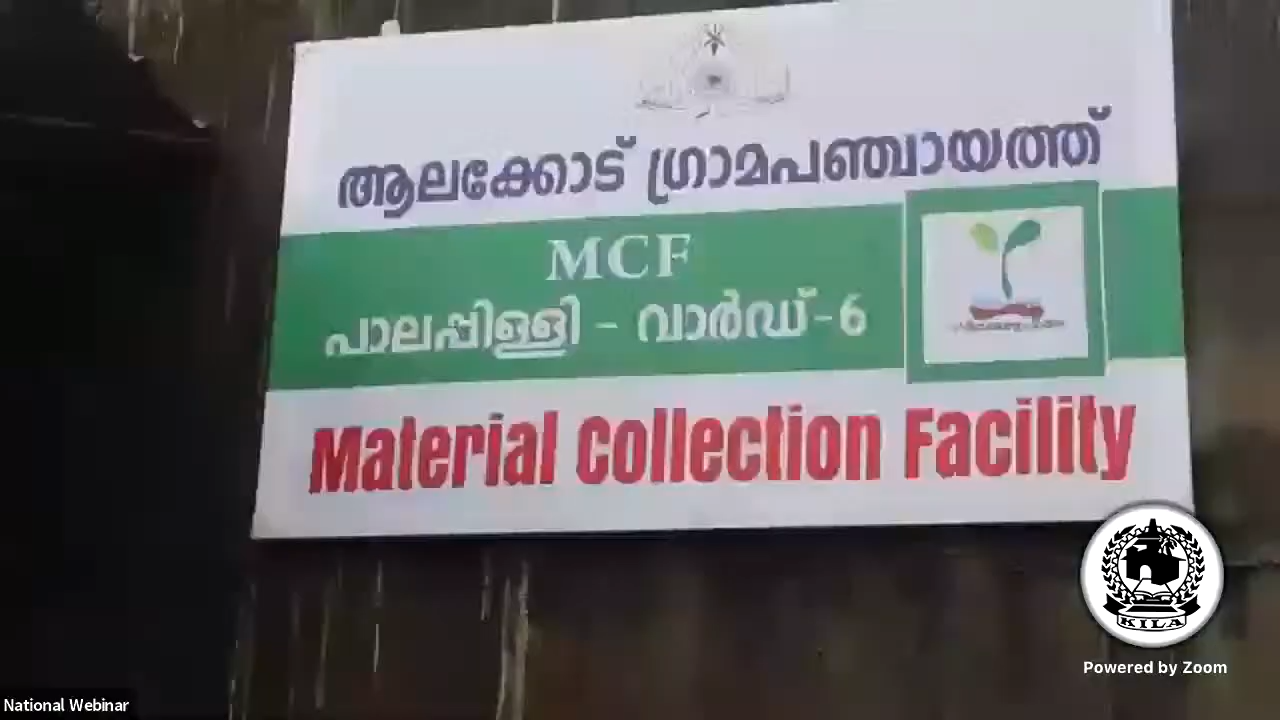 ആലക്കോട് ഗ്രാമപഞ്ചായത്ത്
MCF
പാലപ്പിള്ളി - വാർഡ്-6
Material Collection Facility
KILA
Powered by Zoom
National Webinar